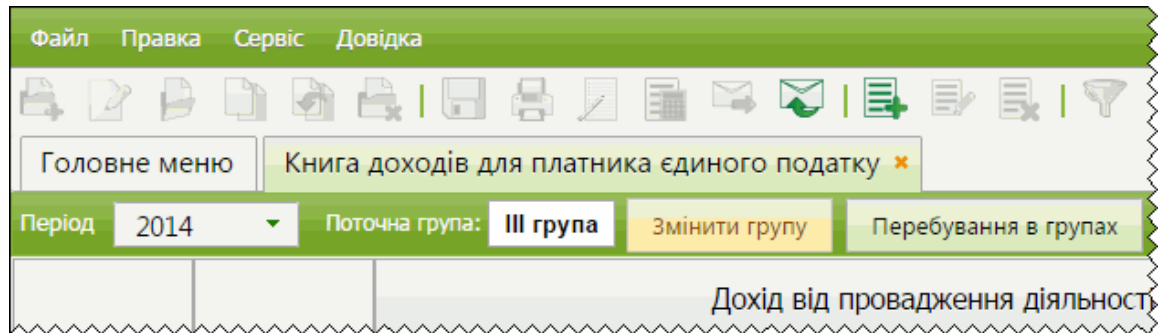 Файл Правка Сервіс Довідка
Головне меню Книга доходів для платника єдиного податку
Період 2014 Поточна група: III група Змінити групу Перебування в групах
Дохід від провадження діяльності